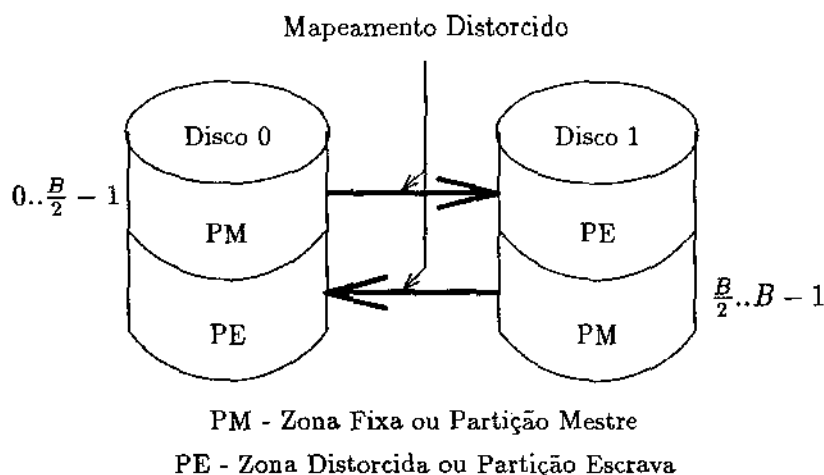 Mapeamento Distorcido
Disco 0
Disco 1
0..B/2 − 1
PM
PE
PE
PM
B/2..B − 1
PM - Zona Fixa ou Partição Mestre
PE - Zona Distorcida ou Partição Escrava